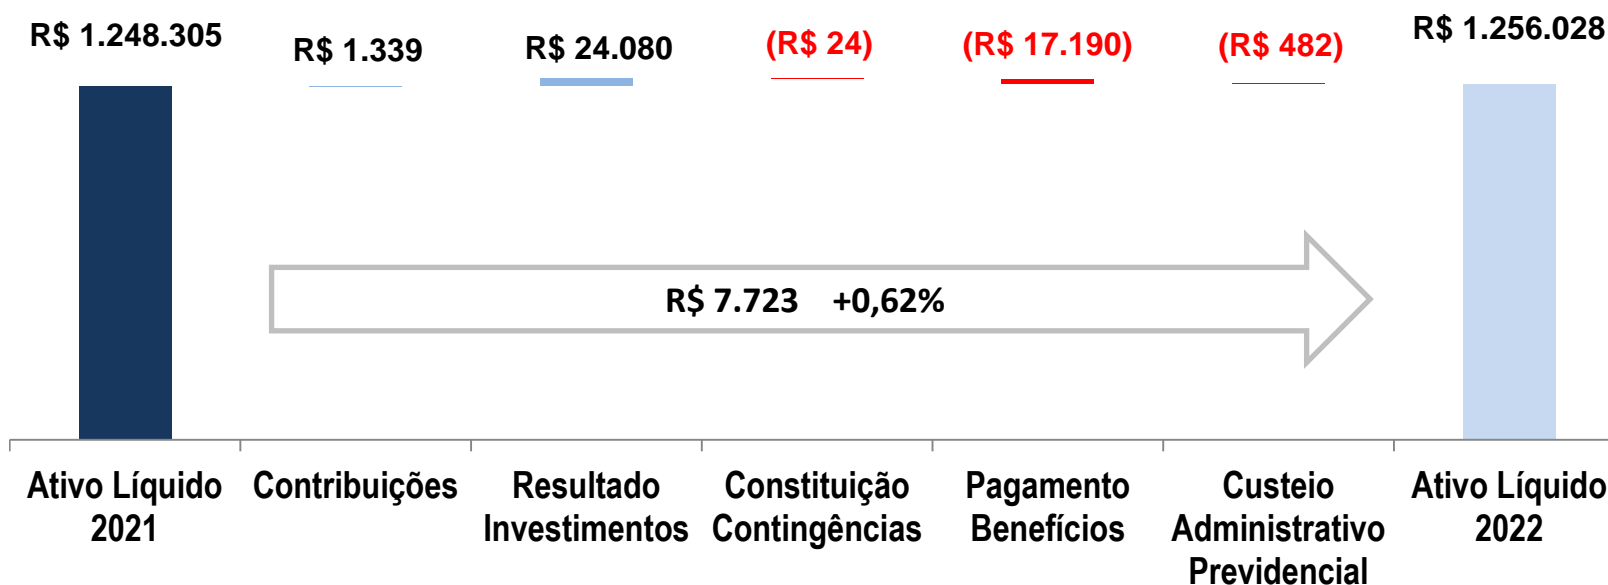 R$ 1.248.305
R$ 1.339
R$ 24.080
(R$ 24)
(R$ 17.190)
(R$ 482)
R$ 1.256.028
R$ 7.723 +0,62%
Ativo Líquido
2021
Contribuições
Resultado
Investimentos
Constituição
Contingências
Pagamento
Benefícios
Custeio
Administrativo
Previdencial
Ativo Líquido
2022